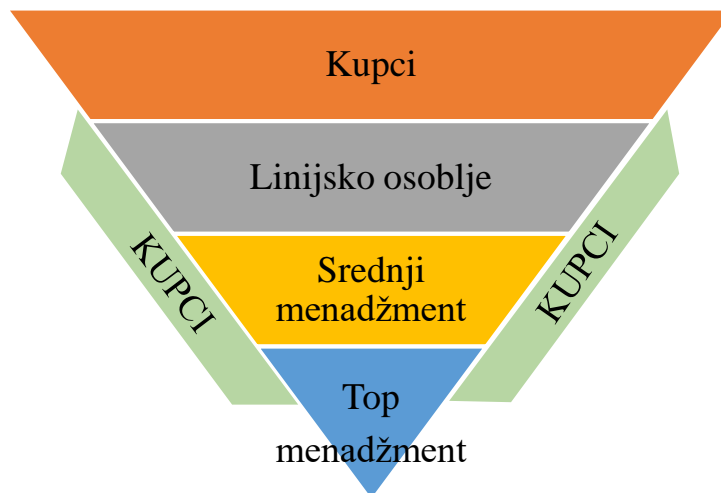 Kupci
Linijsko osoblje
KUPCI
KUPCI
Srednji
menadžment
Top
menadžment